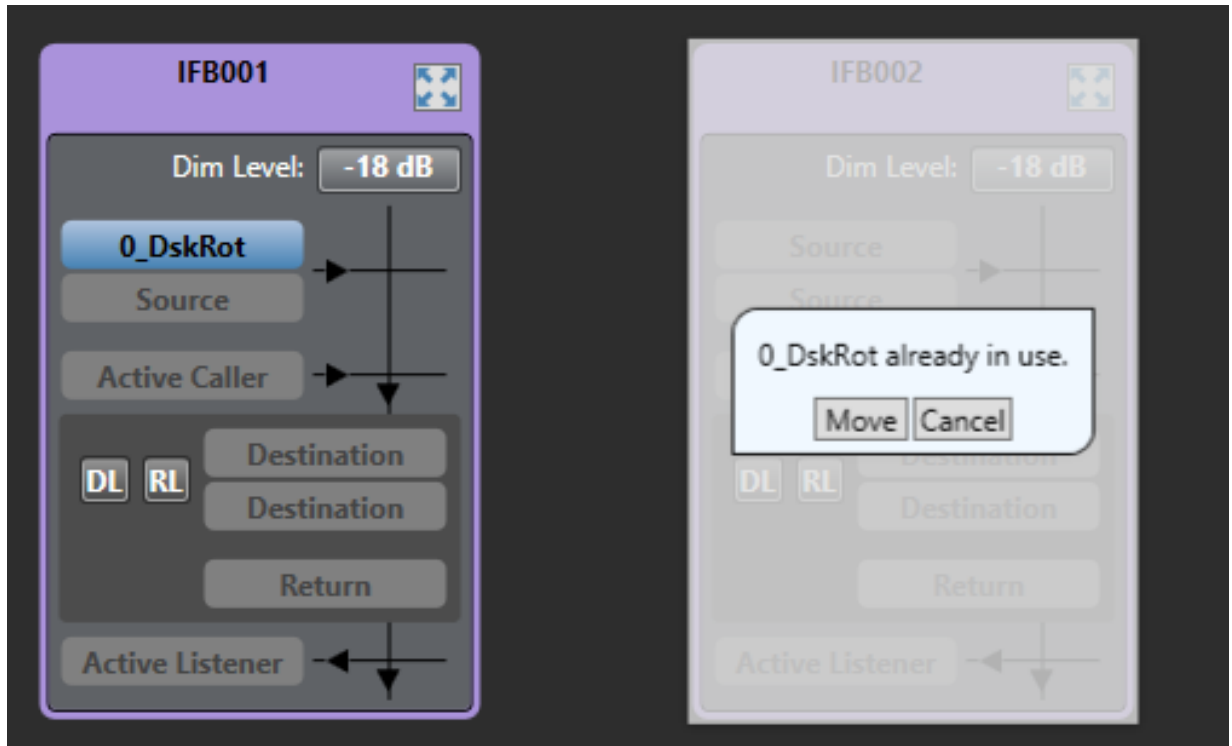 IFB001
Dim Level: -18 dB
0_DskRot
Source
Active Caller
Destination
DL RL
Destination
Return
Active Listener
IFB002
Dim Level: -18 dB
Source
Source
0_DskRot already in use.
Move Cancel
Destination
DL RL
Destination
Return
Active Listener